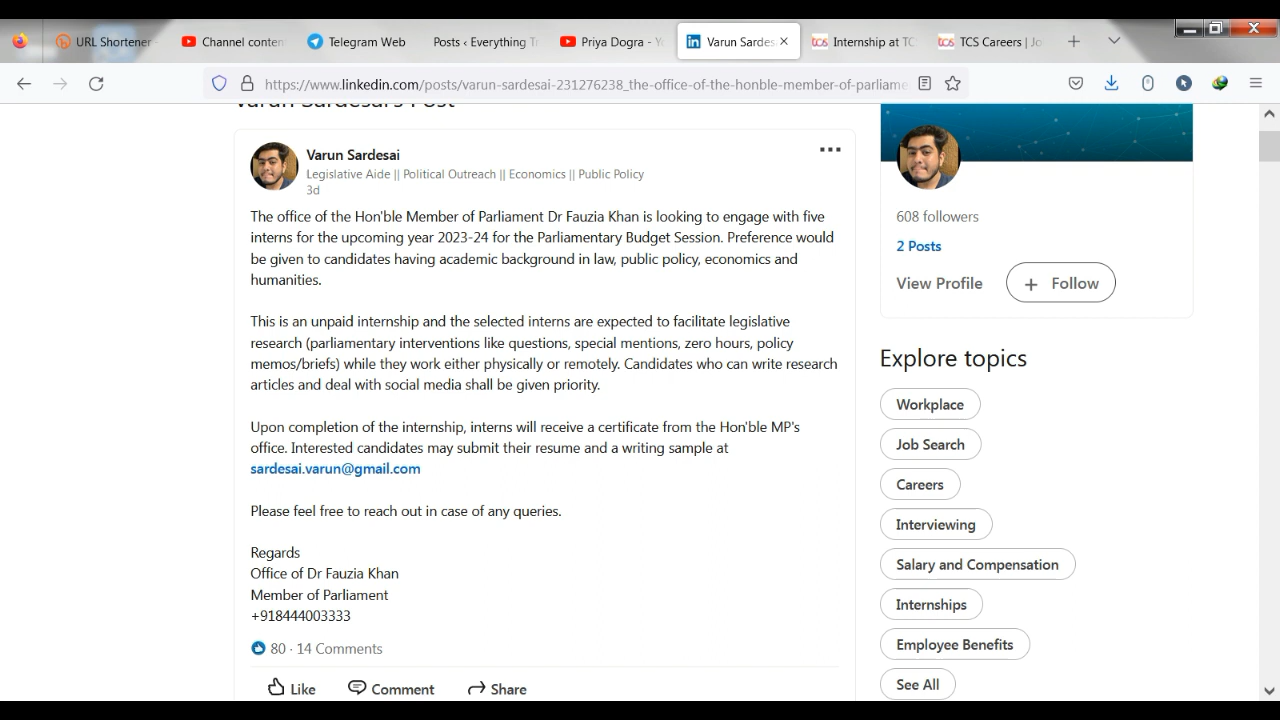 URL Shortener
Channel conten
Telegram Web
Posts ‹ Everything Tr
Priya Dogra - Y
Varun Sardes
Internship at TC
TCS Careers | Jo
https://www.linkedin.com/posts/varun-sardesai-231276238_the-office-of-the-honble-member-of-parliame
Varun Sardesai's Post
Varun Sardesai
Legislative Aide || Political Outreach || Economics || Public Policy
3d
The office of the Hon'ble Member of Parliament Dr Fauzia Khan is looking to engage with five
interns for the upcoming year 2023-24 for the Parliamentary Budget Session. Preference would
be given to candidates having academic background in law, public policy, economics and
humanities.
This is an unpaid internship and the selected interns are expected to facilitate legislative
research (parliamentary interventions like questions, special mentions, zero hours, policy
memos/briefs) while they work either physically or remotely. Candidates who can write research
articles and deal with social media shall be given priority.
Upon completion of the internship, interns will receive a certificate from the Hon'ble MP's
office. Interested candidates may submit their resume and a writing sample at
sardesai.varun@gmail.com
Please feel free to reach out in case of any queries.
Regards
Office of Dr Fauzia Khan
Member of Parliament
+918444003333
80 · 14 Comments
Like
Comment
Share
608 followers
2 Posts
View Profile
+ Follow
Explore topics
Workplace
Job Search
Careers
Interviewing
Salary and Compensation
Internships
Employee Benefits
See All